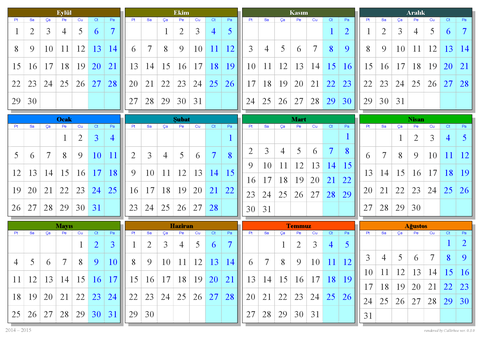 Eylül
Pt Sa Ça Pe Cu Ct Pa
1 2 3 4 5 6 7
8 9 10 11 12 13 14
15 16 17 18 19 20 21
22 23 24 25 26 27 28
29 30
Ekim
Pt Sa Ça Pe Cu Ct Pa
1 2 3 4 5
6 7 8 9 10 11 12
13 14 15 16 17 18 19
20 21 22 23 24 25 26
27 28 29 30 31
Kasım
Pt Sa Ça Pe Cu Ct Pa
1 2
3 4 5 6 7 8 9
10 11 12 13 14 15 16
17 18 19 20 21 22 23
24 25 26 27 28 29 30
Aralık
Pt Sa Ça Pe Cu Ct Pa
1 2 3 4 5 6 7
8 9 10 11 12 13 14
15 16 17 18 19 20 21
22 23 24 25 26 27 28
29 30 31
Ocak
Pt Sa Ça Pe Cu Ct Pa
1 2 3 4
5 6 7 8 9 10 11
12 13 14 15 16 17 18
19 20 21 22 23 24 25
26 27 28 29 30 31
Şubat
Pt Sa Ça Pe Cu Ct Pa
1
2 3 4 5 6 7 8
9 10 11 12 13 14 15
16 17 18 19 20 21 22
23 24 25 26 27 28
Mart
Pt Sa Ça Pe Cu Ct Pa
1
2 3 4 5 6 7 8
9 10 11 12 13 14 15
16 17 18 19 20 21 22
23 24 25 26 27 28 29
30 31
Nisan
Pt Sa Ça Pe Cu Ct Pa
1 2 3 4 5
6 7 8 9 10 11 12
13 14 15 16 17 18 19
20 21 22 23 24 25 26
27 28 29 30
Mayıs
Pt Sa Ça Pe Cu Ct Pa
1 2 3
4 5 6 7 8 9 10
11 12 13 14 15 16 17
18 19 20 21 22 23 24
25 26 27 28 29 30 31
Haziran
Pt Sa Ça Pe Cu Ct Pa
1 2 3 4 5 6 7
8 9 10 11 12 13 14
15 16 17 18 19 20 21
22 23 24 25 26 27 28
29 30
Temmuz
Pt Sa Ça Pe Cu Ct Pa
1 2 3 4 5
6 7 8 9 10 11 12
13 14 15 16 17 18 19
20 21 22 23 24 25 26
27 28 29 30 31
Ağustos
Pt Sa Ça Pe Cu Ct Pa
1 2
3 4 5 6 7 8 9
10 11 12 13 14 15 16
17 18 19 20 21 22 23
24 25 26 27 28 29 30
31
2014 - 2015
rendered by